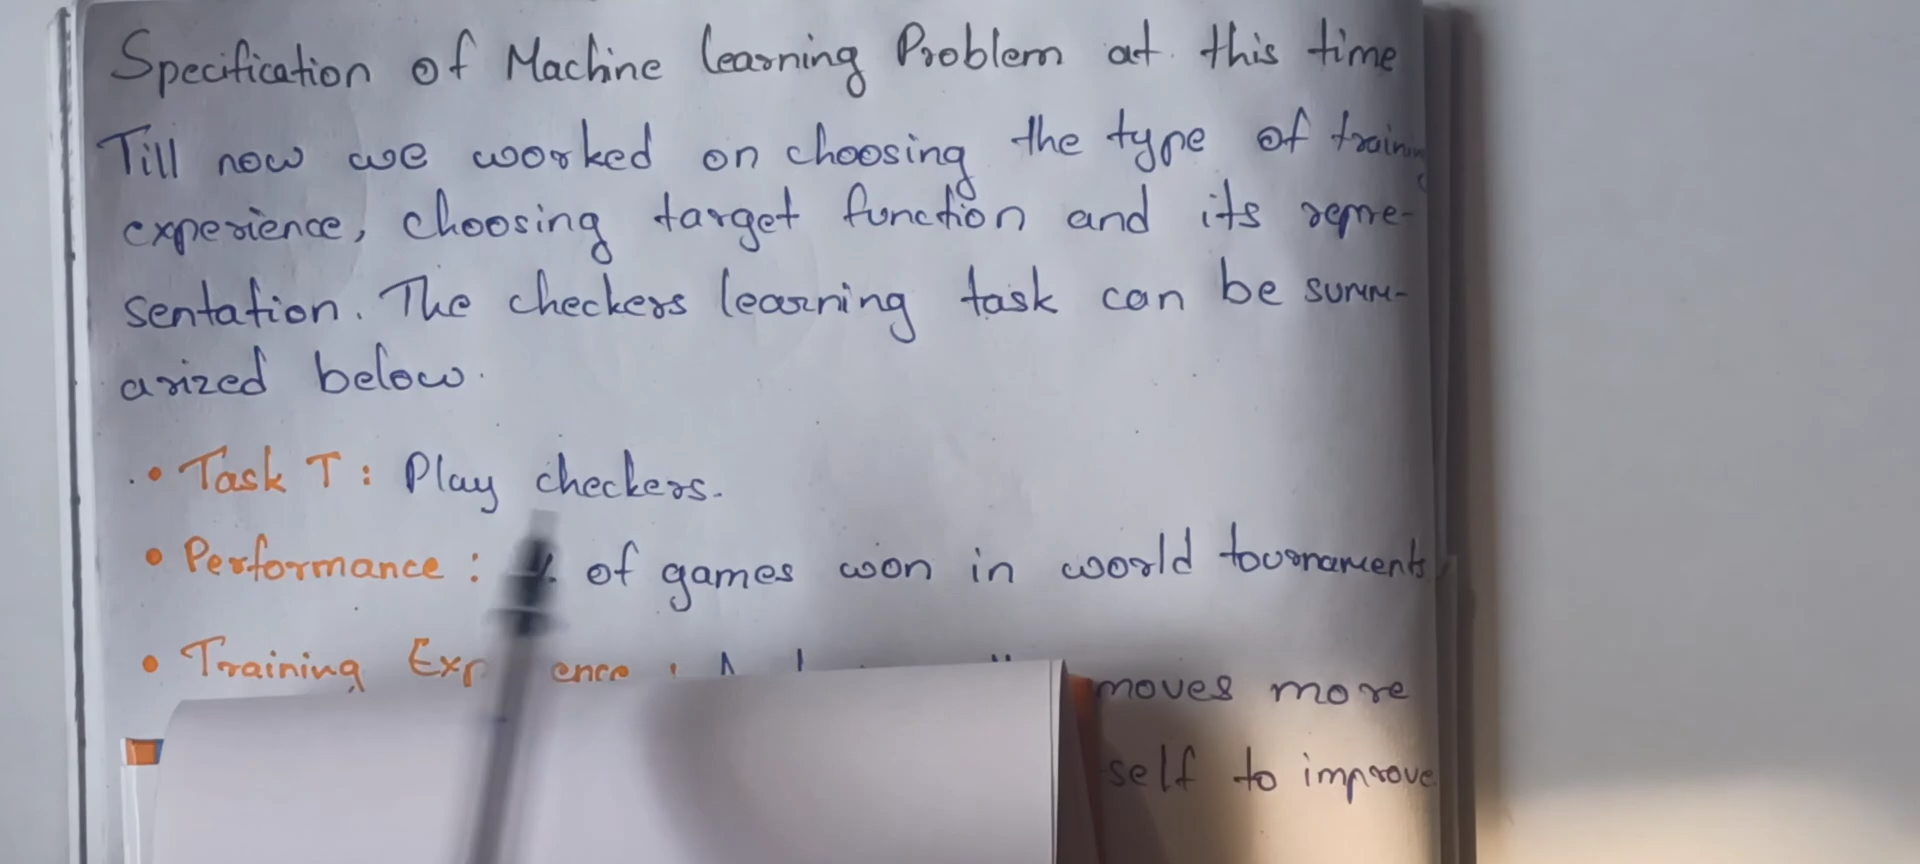 Specification of Machine learning Problem at this time
Till now we worked on choosing the type of training
experience, choosing target function and its repre-
sentation. The checkers learning task can be summ-
arized below.
• Task T : Play checkers.
• Performance : % of games won in world tournaments
• Training :
moves more
self to improve